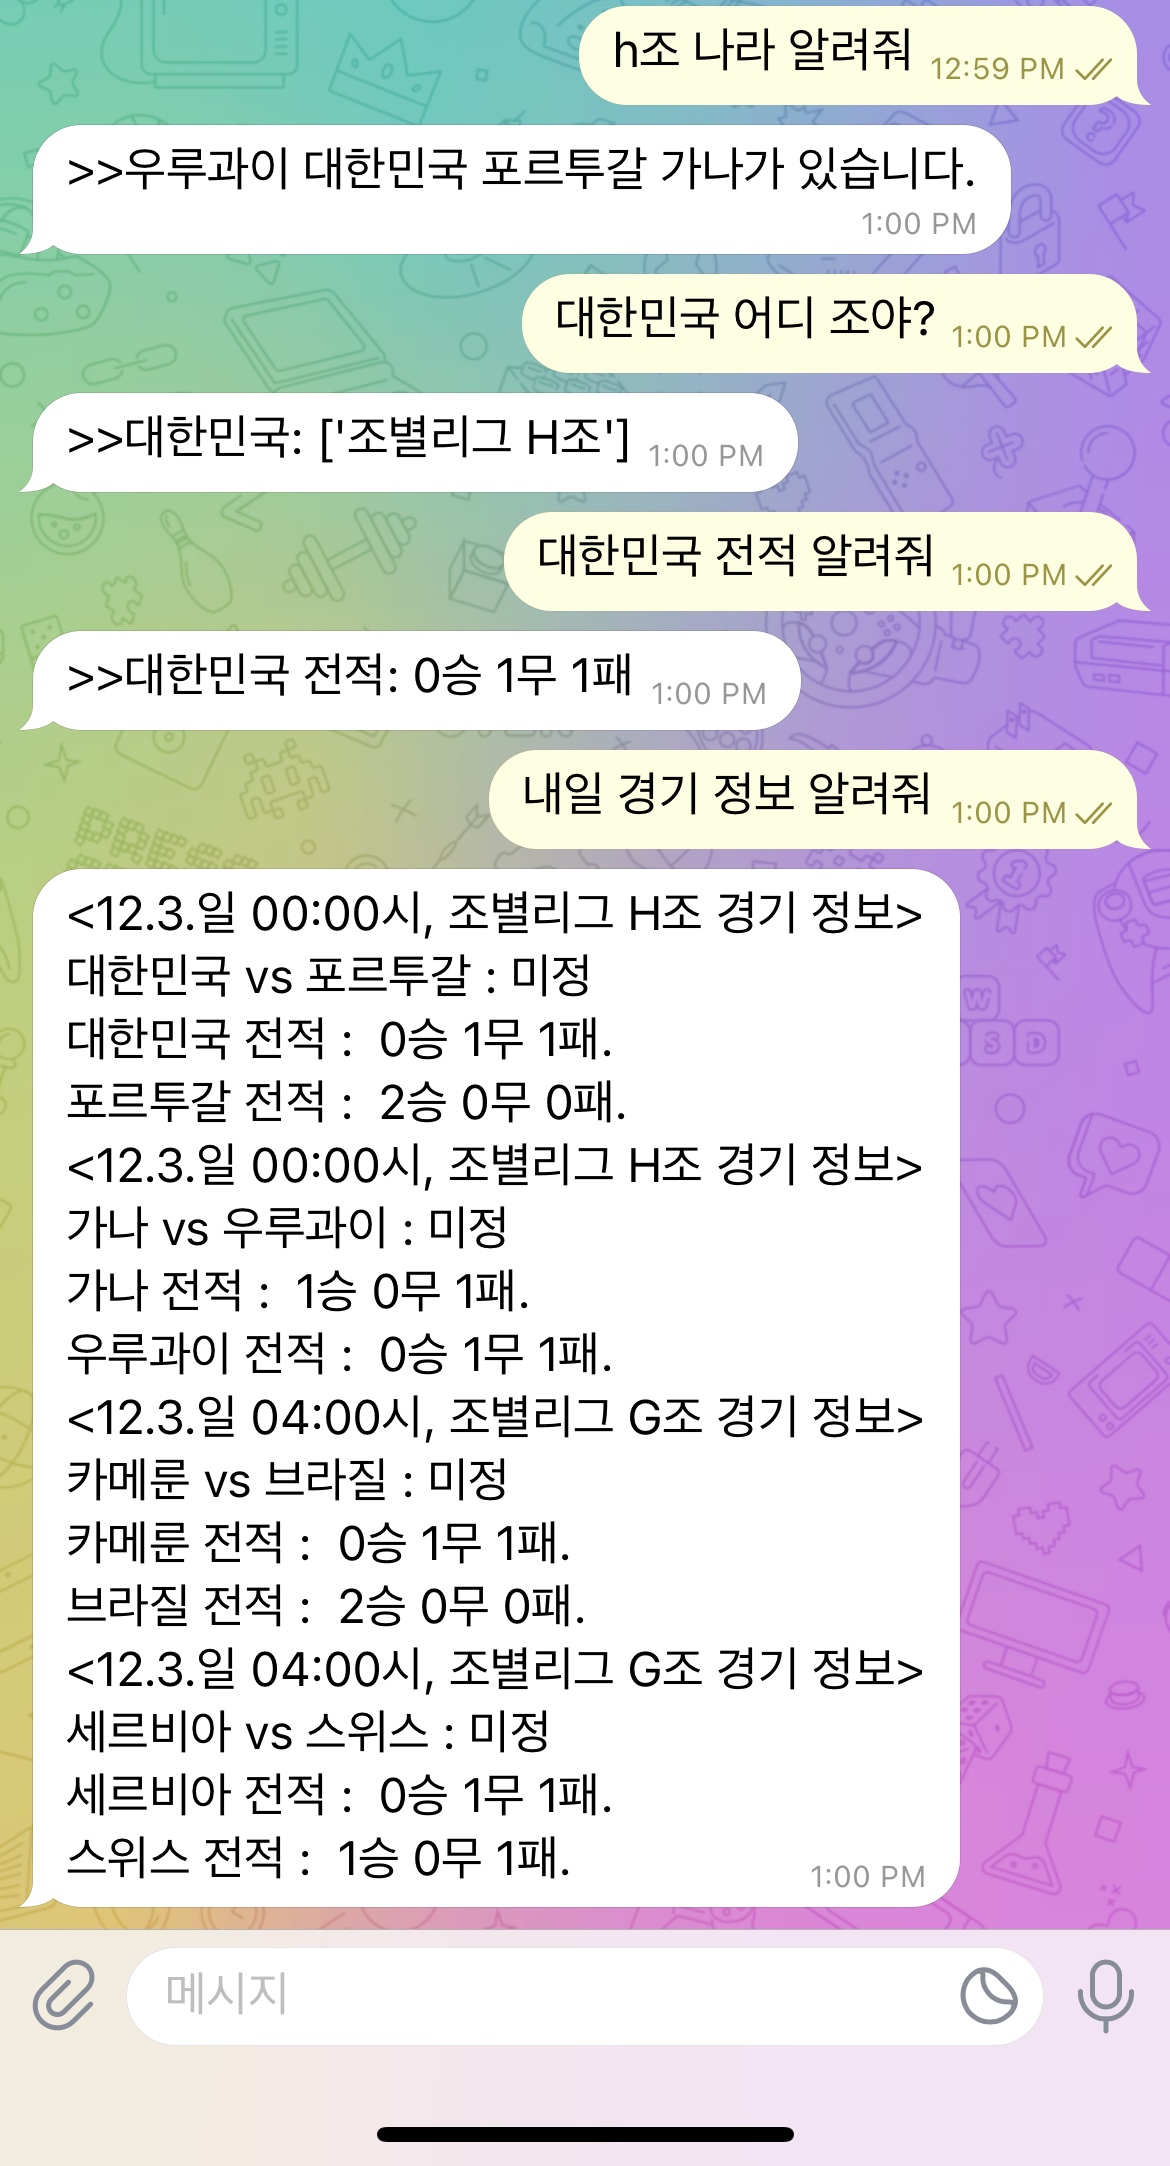 h조 나라 알려줘 12:59 PM
>>우루과이 대한민국 포르투갈 가나가 있습니다.
1:00 PM
대한민국 어디 조야? 1:00 PM
>>대한민국: ['조별리그 H조'] 1:00 PM
대한민국 전적 알려줘 1:00 PM
>>대한민국 전적: 0승 1무 1패 1:00 PM
내일 경기 정보 알려줘 1:00 PM
<12.3.일 00:00시, 조별리그 H조 경기 정보>
대한민국 vs 포르투갈 : 미정
대한민국 전적 :  0승 1무 1패.
포르투갈 전적 :  2승 0무 0패.
<12.3.일 00:00시, 조별리그 H조 경기 정보>
가나 vs 우루과이 : 미정
가나 전적 :  1승 0무 1패.
우루과이 전적 :  0승 1무 1패.
<12.3.일 04:00시, 조별리그 G조 경기 정보>
카메룬 vs 브라질 : 미정
카메룬 전적 :  0승 1무 1패.
브라질 전적 :  2승 0무 0패.
<12.3.일 04:00시, 조별리그 G조 경기 정보>
세르비아 vs 스위스 : 미정
세르비아 전적 :  0승 1무 1패.
스위스 전적 :  1승 0무 1패.
1:00 PM
메시지